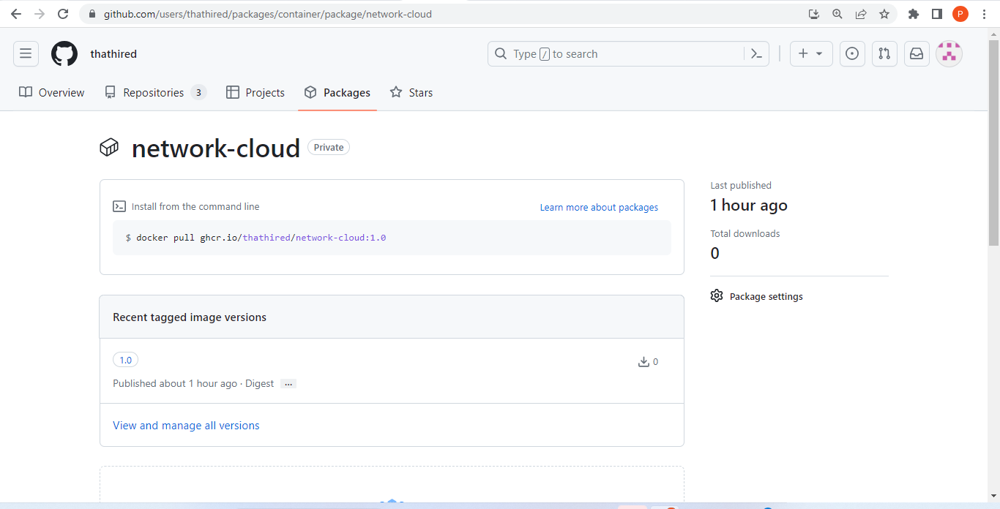 github.com/users/thathired/packages/container/package/network-cloud
P
thathired
Type / to search
Overview
Repositories 3
Projects
Packages
Stars
network-cloud Private
Install from the command line
Learn more about packages
$ docker pull ghcr.io/thathired/network-cloud:1.0
Last published
1 hour ago
Total downloads
0
Package settings
Recent tagged image versions
1.0
0
Published about 1 hour ago · Digest ...
View and manage all versions